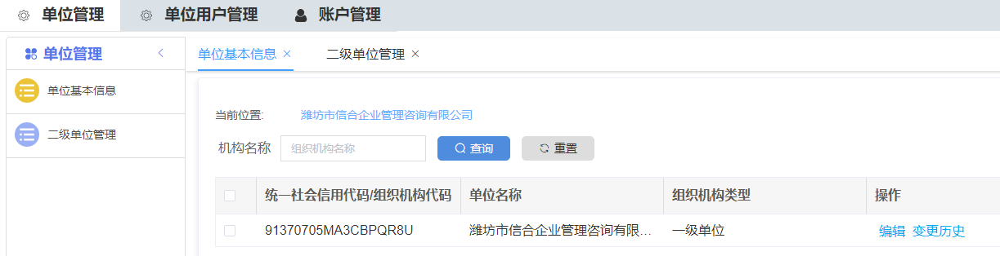 单位管理 单位用户管理 账户管理
单位管理
单位基本信息
二级单位管理
单位基本信息 二级单位管理
当前位置: 潍坊市信合企业管理咨询有限公司
机构名称 组织机构名称 查询 重置
统一社会信用代码/组织机构代码 单位名称 组织机构类型 操作
91370705MA3CBPQR8U 潍坊市信合企业管理咨询有限... 一级单位 编辑 变更历史